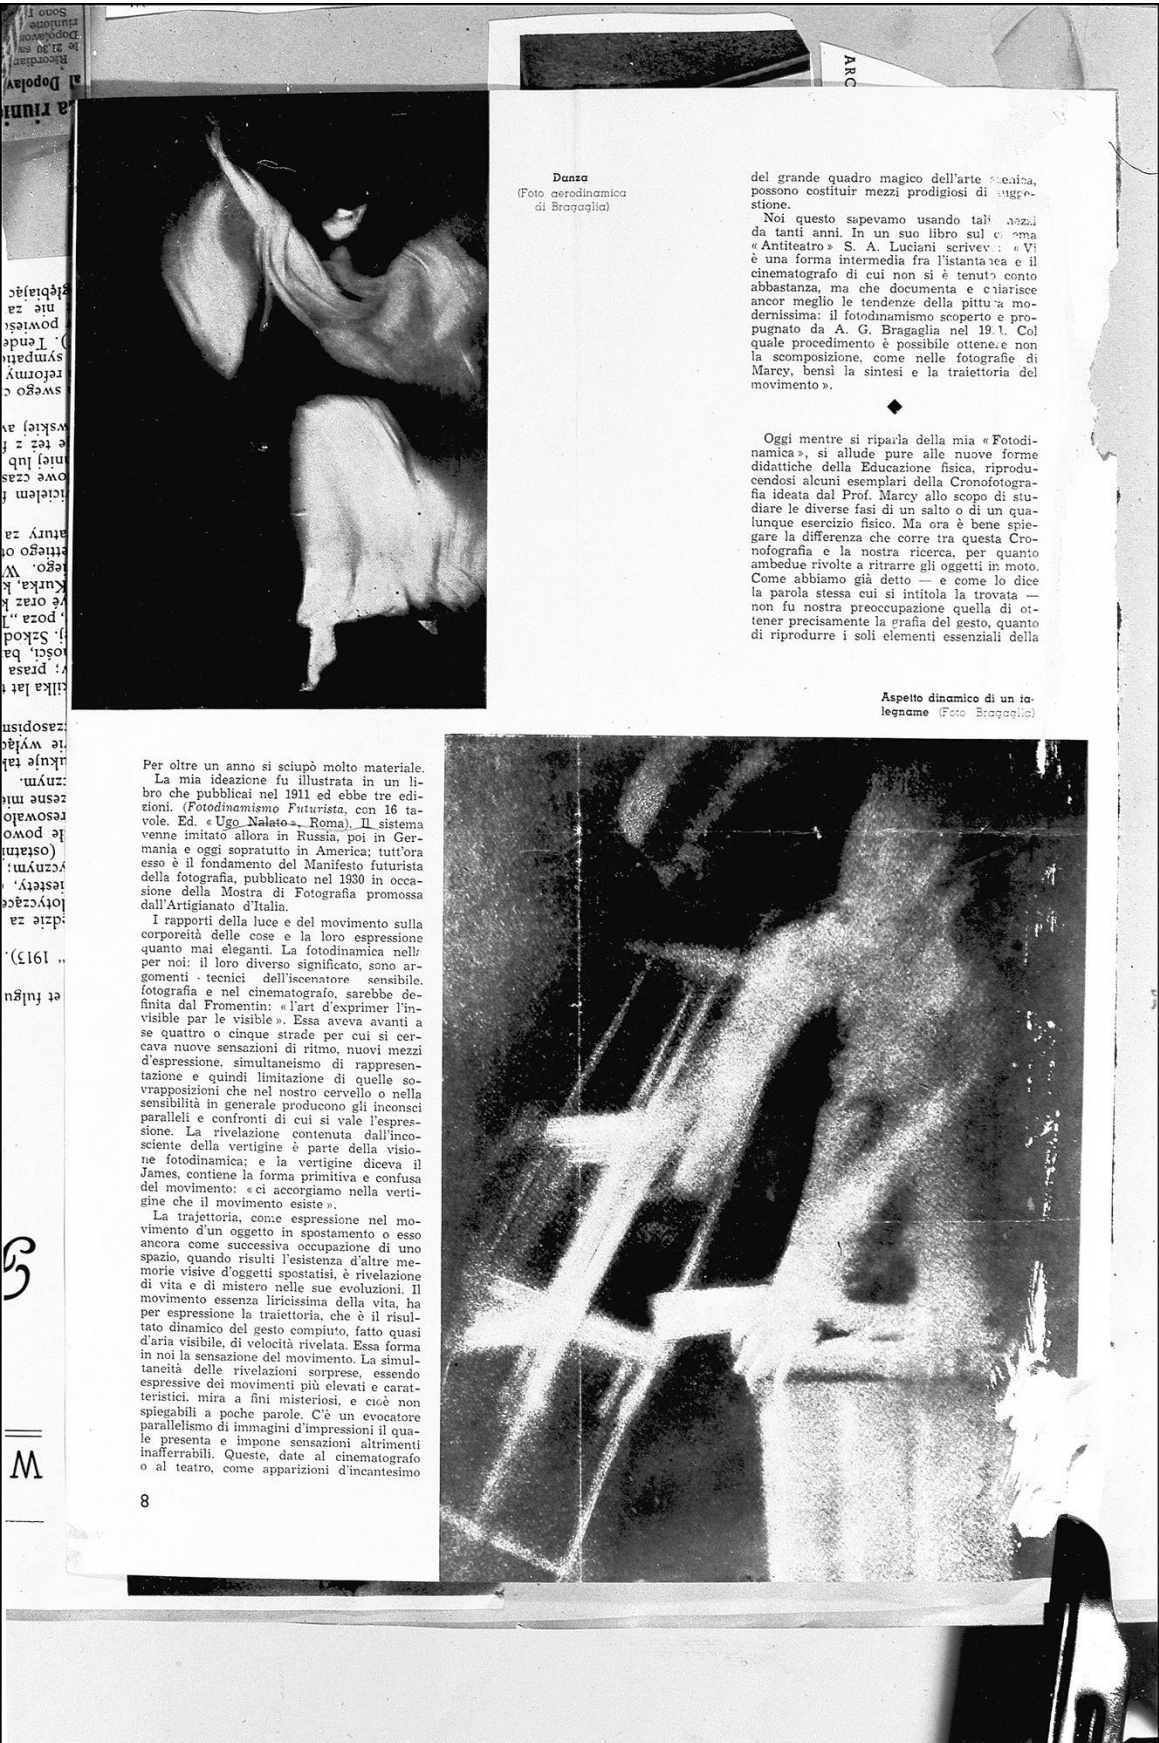 Danza
(Foto aerodinamica
di Bragaglia)
Per oltre un anno si sciupò molto materiale.
La mia ideazione fu illustrata in un li-
bro che pubblicai nel 1911 ed ebbe tre edi-
zioni. (Fotodinamismo Futurista, con 16 ta-
vole. Ed. « Ugo Nalato », Roma). Il sistema
venne imitato allora in Russia, poi in Ger-
mania e oggi sopratutto in America; tutt'ora
esso è il fondamento del Manifesto futurista
della fotografia, pubblicato nel 1930 in occa-
sione della Mostra di Fotografia promossa
dall'Artigianato d'Italia.
I rapporti della luce e del movimento sulla
corporeità delle cose e la loro espressione
quanto mai eleganti. La fotodinamica nella
per noi: il loro diverso significato, sono ar-
gomenti - tecnici dell'iscenatore sensibile.
fotografia e nel cinematografo, sarebbe de-
finita dal Fromentin: « l'art d'exprimer l'in-
visible par le visible ». Essa aveva avanti a
se quattro o cinque strade per cui si cer-
cava nuove sensazioni di ritmo, nuovi mezzi
d'espressione, simultaneismo di rappresen-
tazione e quindi limitazione di quelle so-
vrapposizioni che nel nostro cervello o nella
sensibilità in generale producono gli inconsci
paralleli e confronti di cui si vale l'espres-
sione. La rivelazione contenuta dall'inco-
sciente della vertigine è parte della visio-
ne fotodinamica; e la vertigine diceva il
James, contiene la forma primitiva e confusa
del movimento: « ci accorgiamo nella verti-
gine che il movimento esiste ».
La trajettoria, come espressione nel mo-
vimento d'un oggetto in spostamento o esso
ancora come successiva occupazione di uno
spazio, quando risulti l'esistenza d'altre me-
morie visive d'oggetti spostatisi, è rivelazione
di vita e di mistero nelle sue evoluzioni. Il
movimento essenza liricissima della vita, ha
per espressione la traiettoria, che è il risul-
tato dinamico del gesto compiuto, fatto quasi
d'aria visibile, di velocità rivelata. Essa forma
in noi la sensazione del movimento. La simul-
taneità delle rivelazioni sorprese, essendo
espressive dei movimenti più elevati e carat-
teristici, mira a fini misteriosi, e cioè non
spiegabili a poche parole. C'è un evocatore
parallelismo di immagini d'impressioni il qua-
le presenta e impone sensazioni altrimenti
inafferrabili. Queste, date al cinematografo
o al teatro, come apparizioni d'incantesimo
8
del grande quadro magico dell'arte scenica,
possono costituir mezzi prodigiosi di sugge-
stione.
Noi questo sapevamo usando tali mezzi
da tanti anni. In un suo libro sul cinema
« Antiteatro » S. A. Luciani scriveva: « Vi
è una forma intermedia fra l'istantanea e il
cinematografo di cui non si è tenuto conto
abbastanza, ma che documenta e chiarisce
ancor meglio le tendenze della pittura mo-
dernissima: il fotodinamismo scoperto e pro-
pugnato da A. G. Bragaglia nel 1911. Col
quale procedimento è possibile ottenere non
la scomposizione, come nelle fotografie di
Marcy, bensì la sintesi e la traiettoria del
movimento ».
Oggi mentre si riparla della mia « Fotodi-
namica », si allude pure alle nuove forme
didattiche della Educazione fisica, riprodu-
cendosi alcuni esemplari della Cronofotogra-
fia ideata dal Prof. Marcy allo scopo di stu-
diare le diverse fasi di un salto o di un qua-
lunque esercizio fisico. Ma ora è bene spie-
gare la differenza che corre tra questa Cro-
nofografia e la nostra ricerca, per quanto
ambedue rivolte a ritrarre gli oggetti in moto.
Come abbiamo già detto — e come lo dice
la parola stessa cui si intitola la trovata —
non fu nostra preoccupazione quella di ot-
tener precisamente la grafia del gesto, quanto
di riprodurre i soli elementi essenziali della
Aspetto dinamico di un fa-
legname (Foto Bragaglia)
ARC
W